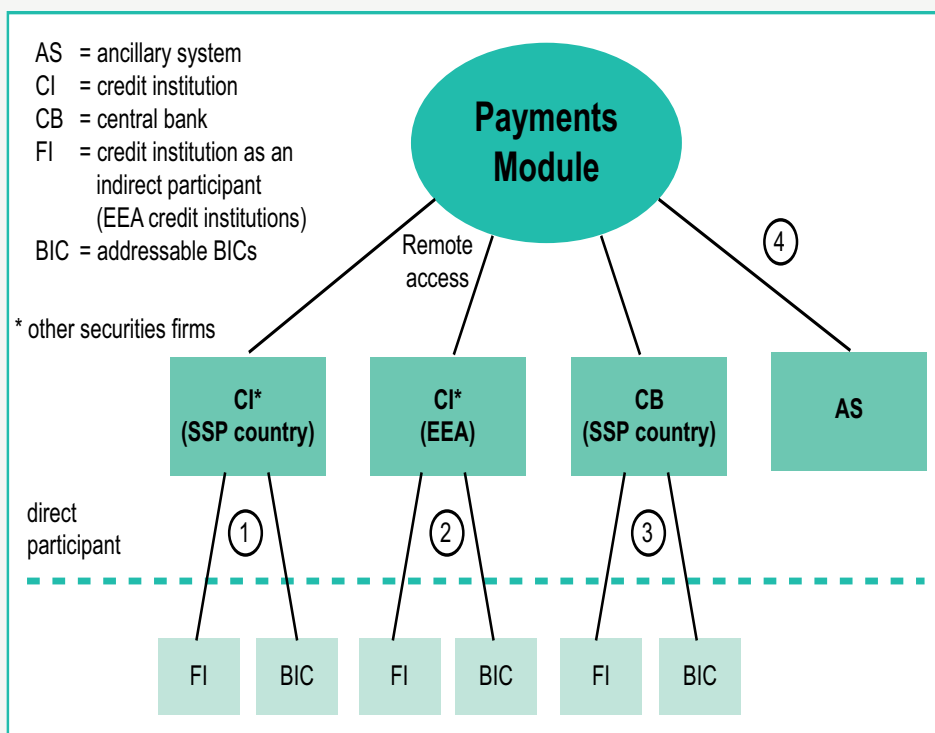 AS = ancillary system
CI = credit institution
CB = central bank
FI = credit institution as an
indirect participant
(EEA credit institutions)
BIC = addressable BICs
* other securities firms
Payments
Module
Remote
access
4
CI*
(SSP country)
CI*
(EEA)
CB
(SSP country)
AS
direct
participant
1
2
3
FI
BIC
FI
BIC
FI
BIC